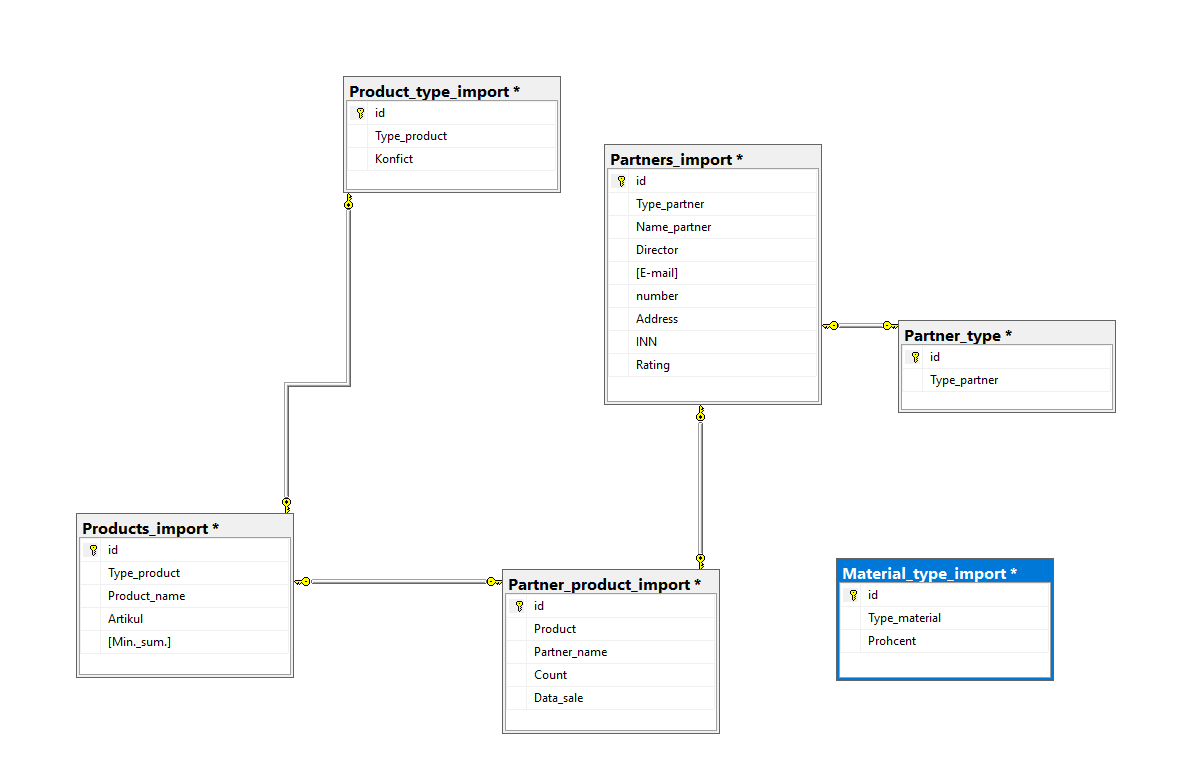 Product_type_import *
id
Type_product
Konfict
Partners_import *
id
Type_partner
Name_partner
Director
[E-mail]
number
Address
INN
Rating
Partner_type *
id
Type_partner
Products_import *
id
Type_product
Product_name
Artikul
[Min._sum.]
Partner_product_import *
id
Product
Partner_name
Count
Data_sale
Material_type_import *
id
Type_material
Prohcent